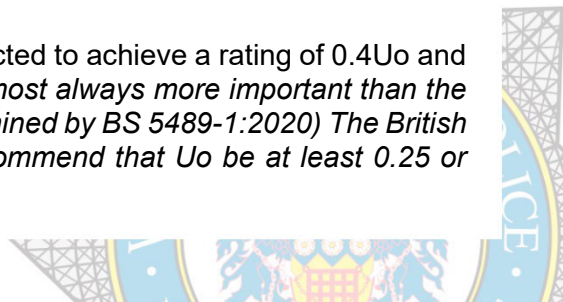 cted to achieve a rating of 0.4Uo and
most always more important than the
ined by BS 5489-1:2020) The British
ommend that Uo be at least 0.25 or
POLICE